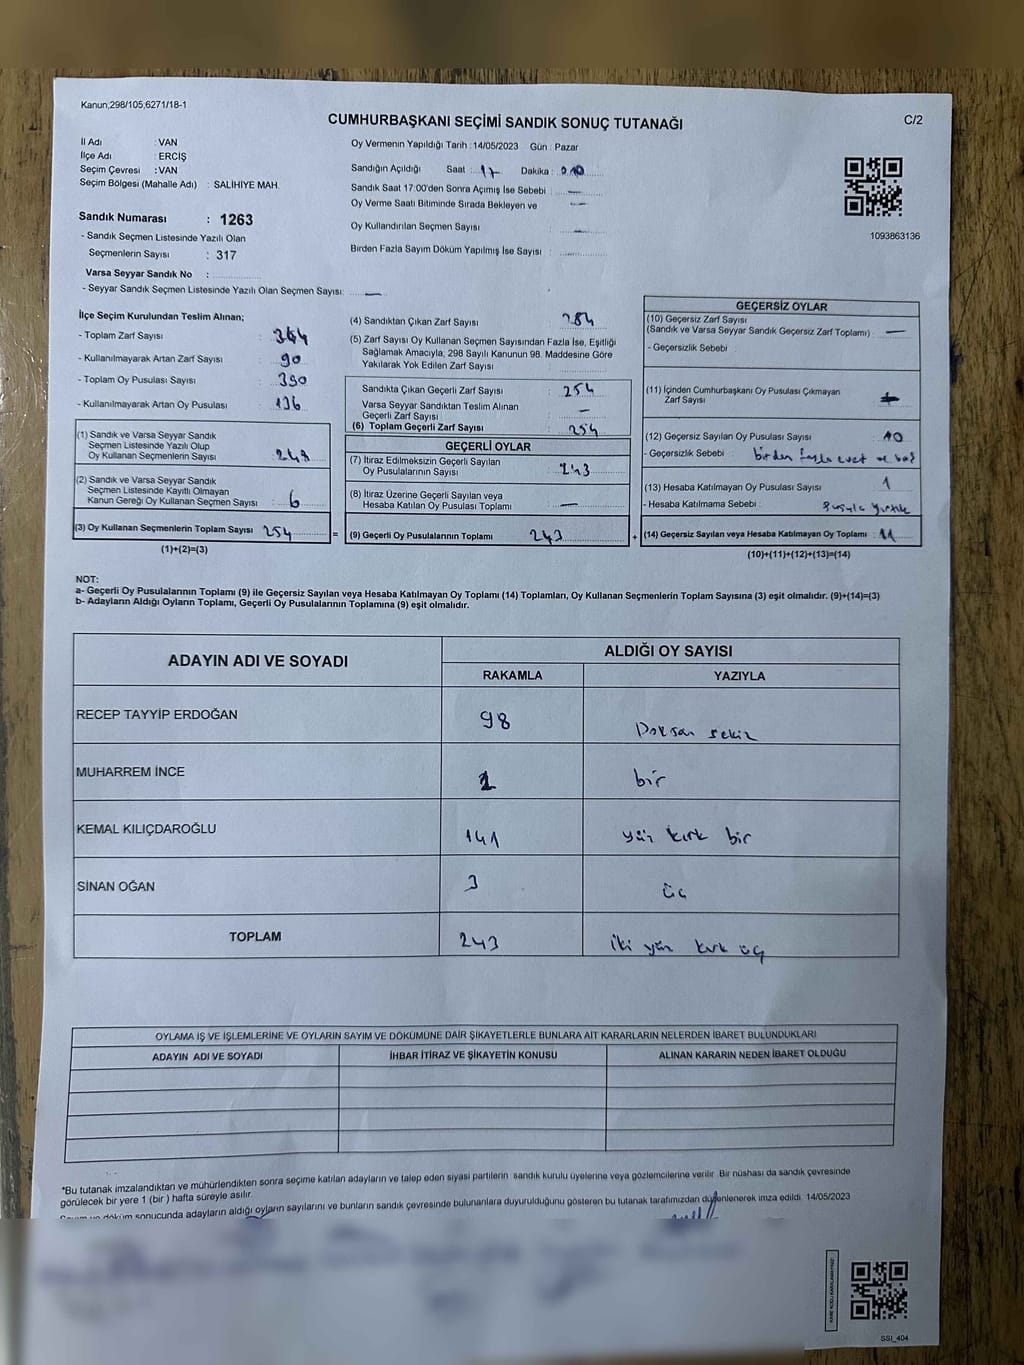 Kanun,298/105,6271/18-1
C/2
CUMHURBAŞKANI SEÇİMİ SANDIK SONUÇ TUTANAĞI
İl Adı : VAN
İlçe Adı : ERCİŞ
Seçim Çevresi : VAN
Seçim Bölgesi (Mahalle Adı) : SALİHİYE MAH.
Sandık Numarası : 1263
- Sandık Seçmen Listesinde Yazılı Olan
Seçmenlerin Sayısı : 317
Varsa Seyyar Sandık No :
- Seyyar Sandık Seçmen Listesinde Yazılı Olan Seçmen Sayısı: —
Oy Vermenin Yapıldığı Tarih : 14/05/2023 Gün : Pazar
Sandığın Açıldığı Saat : 17 Dakika :
Sandık Saat 17:00'den Sonra Açımış İse Sebebi : —
Oy Verme Saati Bitiminde Sırada Bekleyen ve —
Oy Kullandırılan Seçmen Sayısı : —
Birden Fazla Sayım Döküm Yapılmış İse Sayısı :
1093863136
İlçe Seçim Kurulundan Teslim Alınan;
- Toplam Zarf Sayısı : 344
- Kullanılmayarak Artan Zarf Sayısı : 90
- Toplam Oy Pusulası Sayısı : 390
- Kullanılmayarak Artan Oy Pusulası : 136
(1) Sandık ve Varsa Seyyar Sandık
Seçmen Listesinde Yazılı Olup
Oy Kullanan Seçmenlerin Sayısı : 248
(2) Sandık ve Varsa Seyyar Sandık
Seçmen Listesinde Kayıtlı Olmayan
Kanun Gereği Oy Kullanan Seçmen Sayısı : 6
(3) Oy Kullanan Seçmenlerin Toplam Sayısı : 254
(1)+(2)=(3)
(4) Sandıktan Çıkan Zarf Sayısı : 254
(5) Zarf Sayısı Oy Kullanan Seçmen Sayısından Fazla İse, Eşitliği
Sağlamak Amacıyla, 298 Sayılı Kanunun 98. Maddesine Göre
Yakılarak Yok Edilen Zarf Sayısı :
Sandıkta Çıkan Geçerli Zarf Sayısı : 254
Varsa Seyyar Sandıktan Teslim Alınan
Geçerli Zarf Sayısı : —
(6) Toplam Geçerli Zarf Sayısı : 254
GEÇERLİ OYLAR
(7) İtiraz Edilmeksizin Geçerli Sayılan
Oy Pusulalarının Sayısı : 243
(8) İtiraz Üzerine Geçerli Sayılan veya
Hesaba Katılan Oy Pusulaları Toplamı : —
= (9) Geçerli Oy Pusulalarının Toplamı : 243
GEÇERSİZ OYLAR
(10) Geçersiz Zarf Sayısı
(Sandık ve Varsa Seyyar Sandık Geçersiz Zarf Toplamı) : —
- Geçersizlik Sebebi :
(11) İçinden Cumhurbaşkanı Oy Pusulası Çıkmayan
Zarf Sayısı :
(12) Geçersiz Sayılan Oy Pusulası Sayısı : 10
- Geçersizlik Sebebi : birden fazla evet
(13) Hesaba Katılmayan Oy Pusulası Sayısı : 1
- Hesaba Katılmama Sebebi : Pusula yırtık
+ (14) Geçersiz Sayılan veya Hesaba Katılmayan Oy Toplamı : 11
(10)+(11)+(12)+(13)=(14)
NOT:
a- Geçerli Oy Pusulalarının Toplamı (9) ile Geçersiz Sayılan veya Hesaba Katılmayan Oy Toplamı (14) Toplamları, Oy Kullanan Seçmenlerin Toplam Sayısına (3) eşit olmalıdır. (9)+(14)=(3)
b- Adayların Aldığı Oyların Toplamı, Geçerli Oy Pusulalarının Toplamına (9) eşit olmalıdır.
ADAYIN ADI VE SOYADI
ALDIĞI OY SAYISI
RAKAMLA YAZIYLA
RECEP TAYYİP ERDOĞAN 98 Doksan sekiz
MUHARREM İNCE 1 bir
KEMAL KILIÇDAROĞLU 141 yüz kırk bir
SİNAN OĞAN 3 üç
TOPLAM 243 iki yüz kırk üç
OYLAMA İŞ VE İŞLEMLERİNE VE OYLARIN SAYIM VE DÖKÜMÜNE DAİR ŞİKAYETLERLE BUNLARA AİT KARARLARIN NELERDEN İBARET BULUNDUKLARI
ADAYIN ADI VE SOYADI İHBAR İTİRAZ VE ŞİKAYETİN KONUSU ALINAN KARARIN NEDEN İBARET OLDUĞU
*Bu tutanak imzalandıktan ve mühürlendikten sonra seçime katılan adayların ve talep eden siyasi partilerin sandık kurulu üyelerine veya gözlemcilerine verilir. Bir nüshası da sandık çevresinde
görülecek bir yere 1 (bir ) hafta süreyle asılır.
Sayım ve döküm sonucunda adayların aldığı oyların sayılarını ve bunların sandık çevresinde bulunanlara duyurulduğunu gösteren bu tutanak tarafımızdan düzenlenerek imza edildi. 14/05/2023
SSI_404